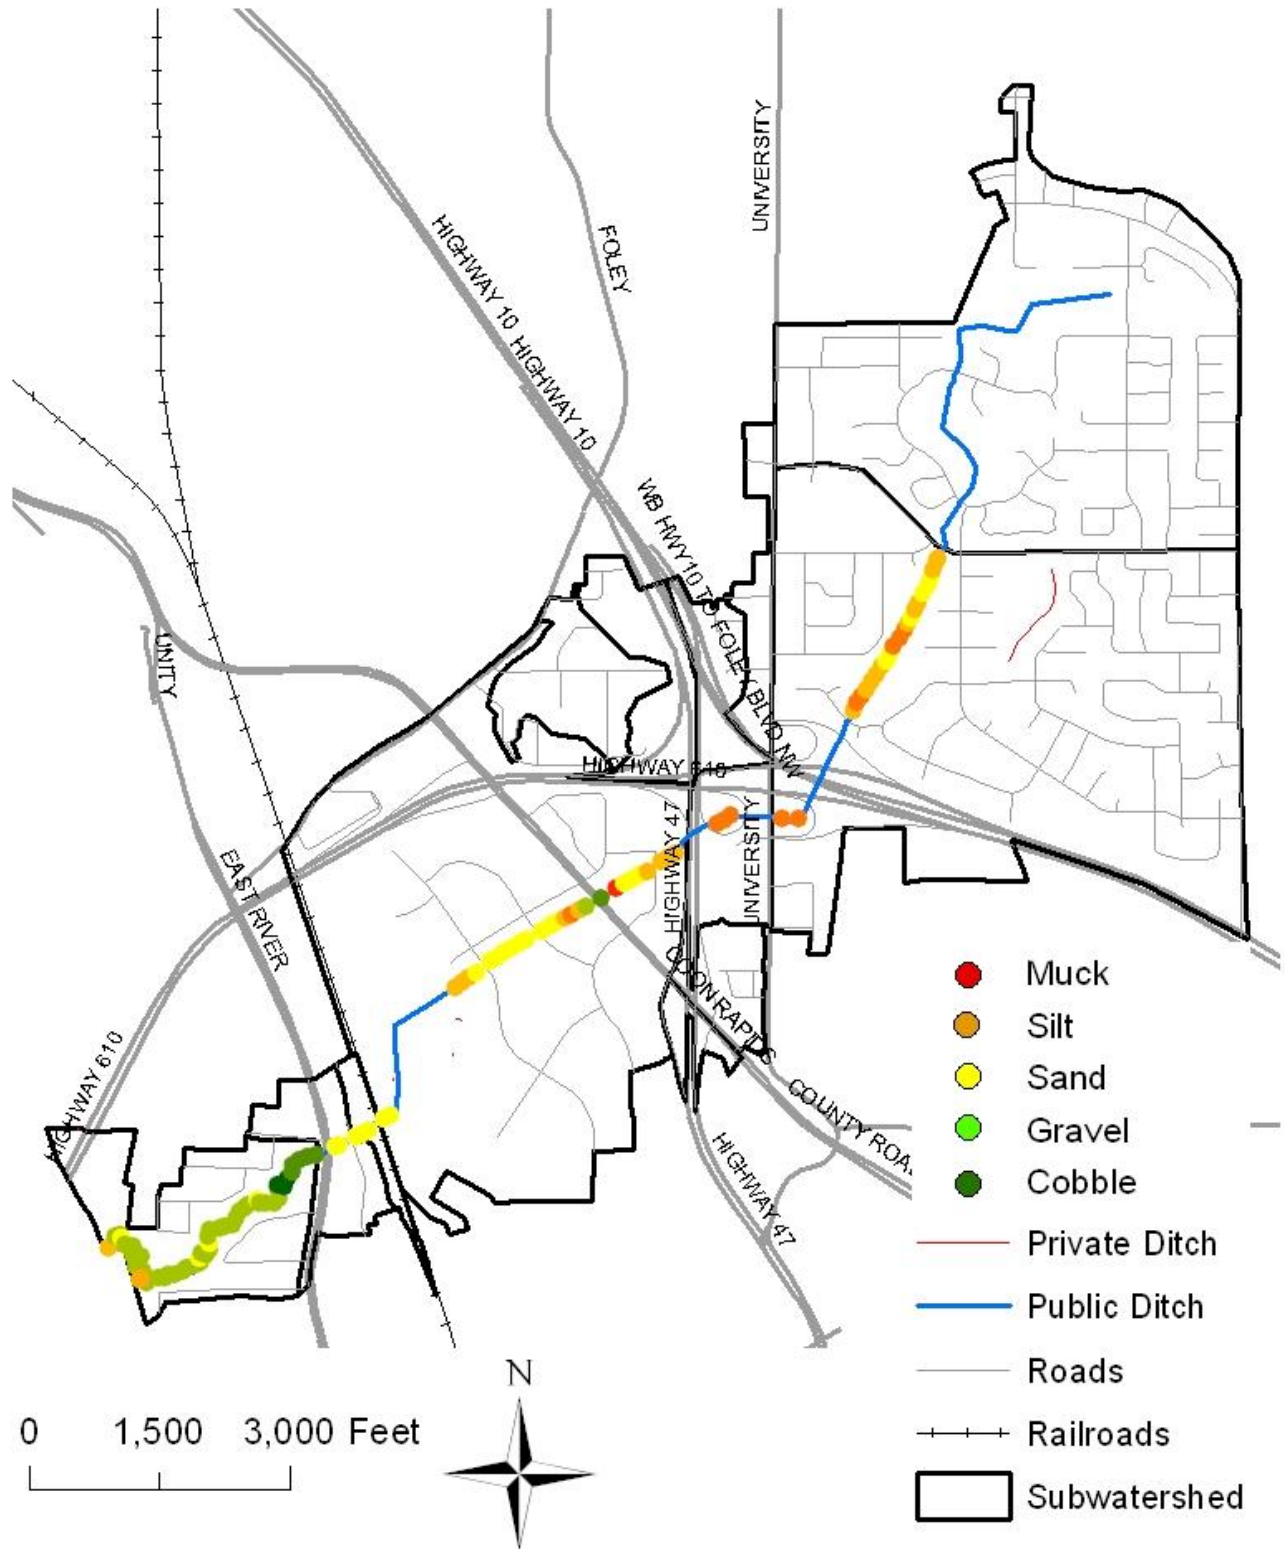 UNIVERSITY
HIGHWAY 10
FOLEY
HIGHWAY 10
WB HWY10 TO FOLEY BLVD NW
UNITY
HIGHWAY 610
HIGHWAY 47
UNIVERSITY
EAST RIVER
COON RAPIDS
HIGHWAY 610
COUNTY ROA
HIGHWAY 47
Muck
Silt
Sand
Gravel
Cobble
Private Ditch
Public Ditch
Roads
Railroads
Subwatershed
N
0 1,500 3,000 Feet